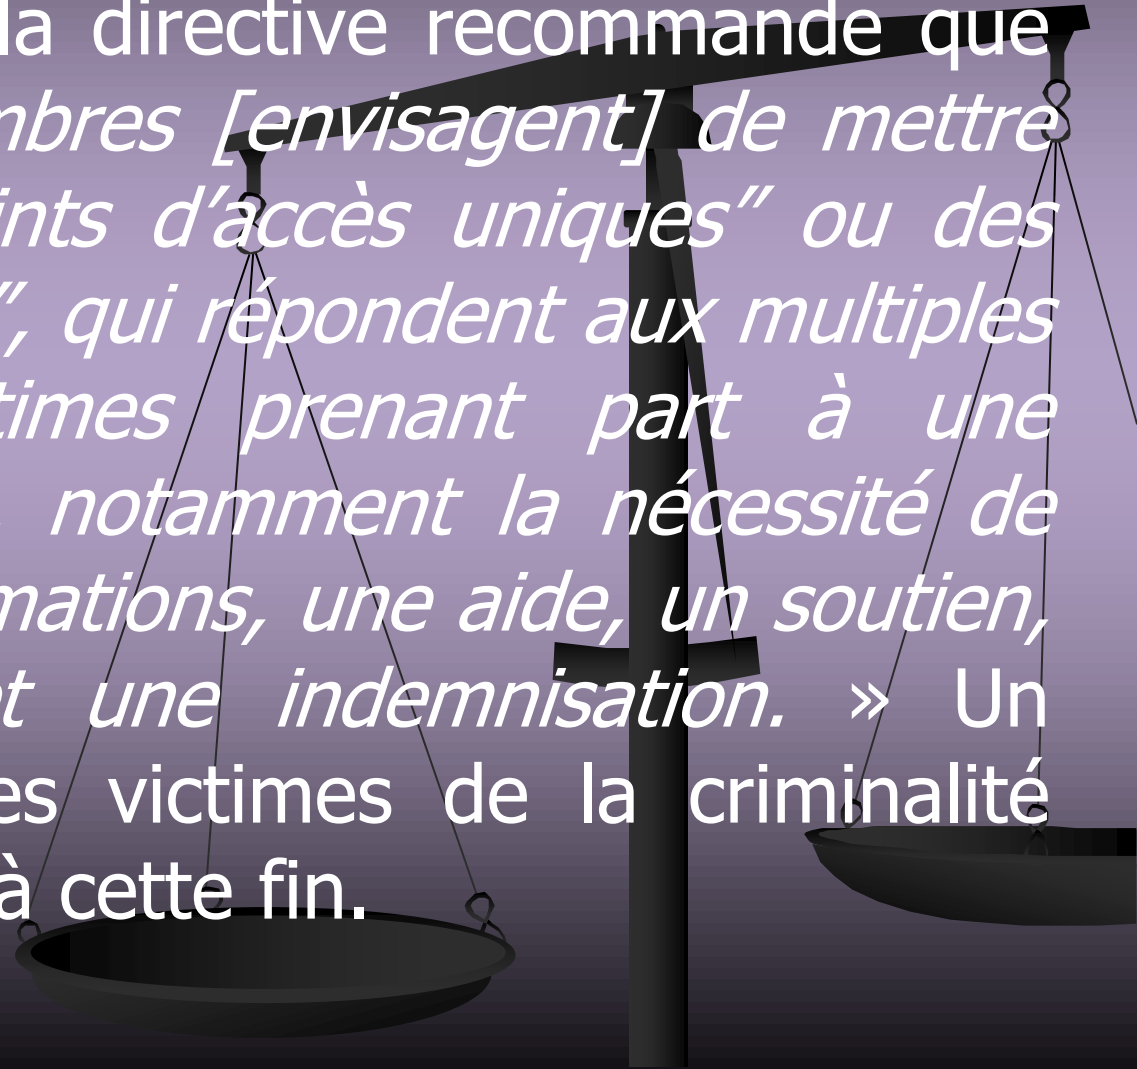 la directive recommande que
mbres [envisagent] de mettre
ints d’accès uniques” ou des
”, qui répondent aux multiples
times prenant part à une
notamment la nécessité de
mations, une aide, un soutien,
et une indemnisation. » Un
es victimes de la criminalité
à cette fin.